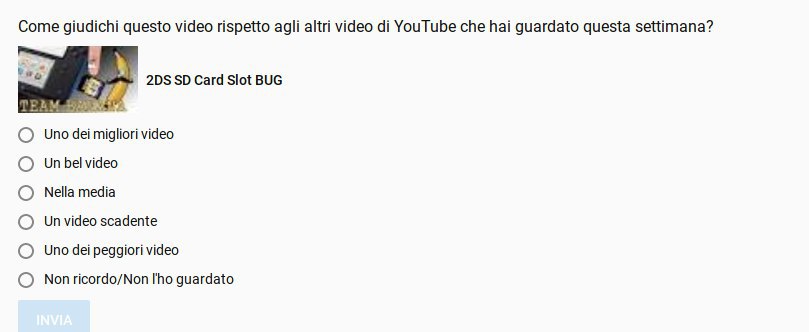 Come giudichi questo video rispetto agli altri video di YouTube che hai guardato questa settimana?
TEAM
2DS SD Card Slot BUG
Uno dei migliori video
Un bel video
Nella media
Un video scadente
Uno dei peggiori video
Non ricordo/Non l'ho guardato
INVIA